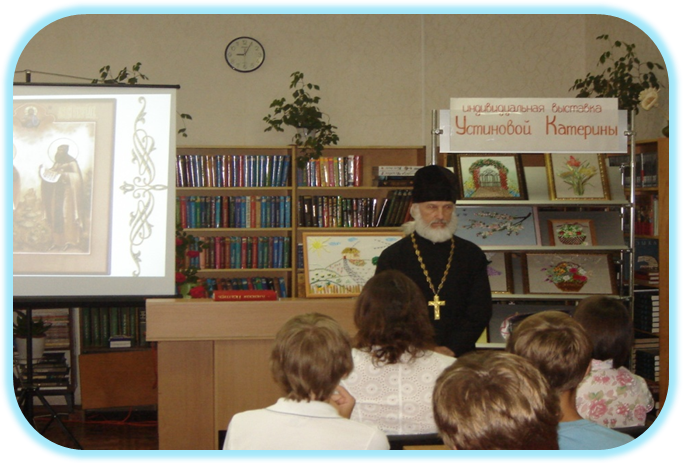 индивидуальная выставка
Устиновой Катерины